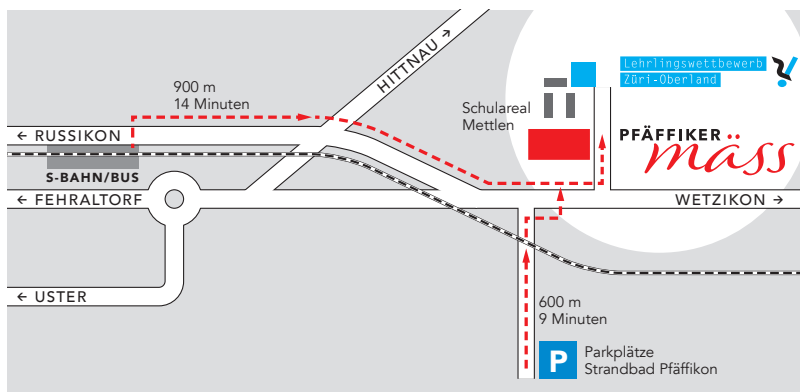 HITTNAU →
900 m
14 Minuten
Lehrlingswettbewerb
Züri-Oberland
Schulareal
Mettlen
← RUSSIKON
PFÄFFIKER
mäss
S-BAHN/BUS
← FEHRALTORF
WETZIKON →
← USTER
600 m
9 Minuten
P
Parkplätze
Strandbad Pfäffikon